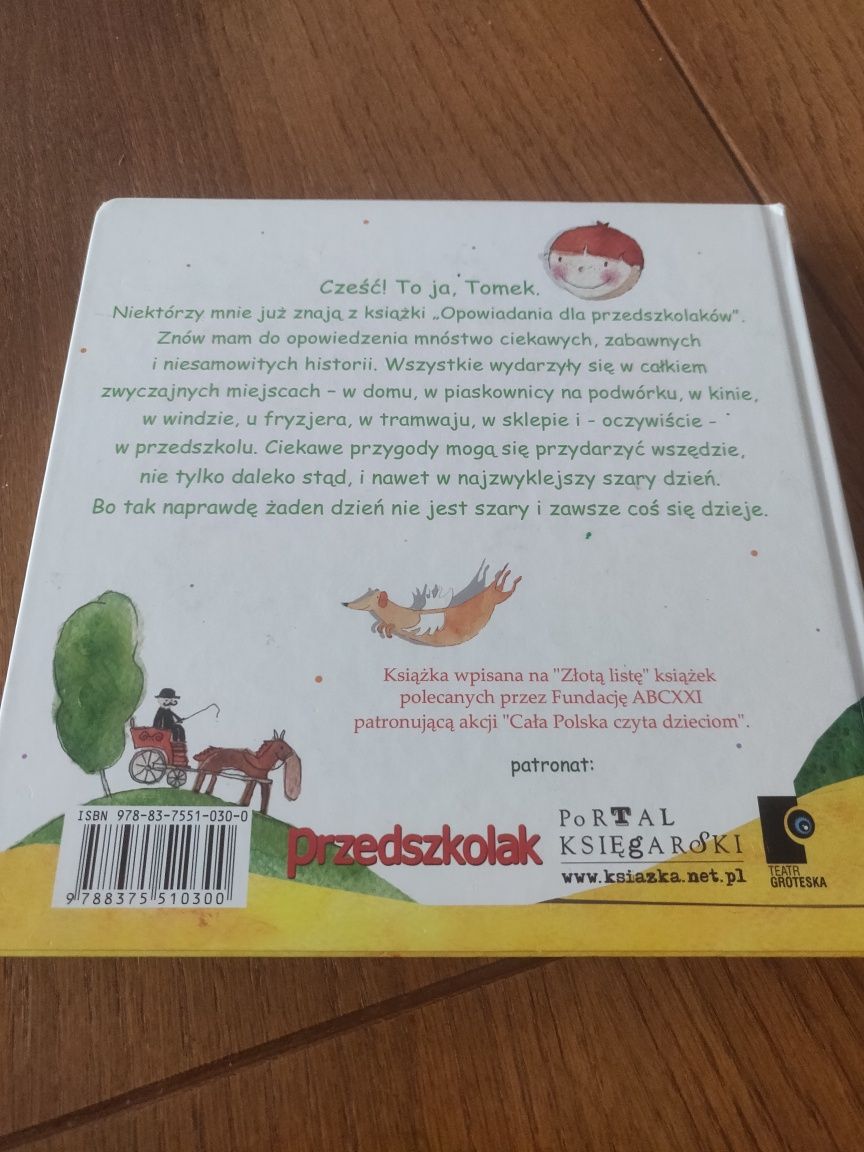 Cześć! To ja, Tomek.
Niektórzy mnie już znają z książki „Opowiadania dla przedszkolaków”.
Znów mam do opowiedzenia mnóstwo ciekawych, zabawnych
i niesamowitych historii. Wszystkie wydarzyły się w całkiem
zwyczajnych miejscach – w domu, w piaskownicy na podwórku, w kinie,
w windzie, u fryzjera, w tramwaju, w sklepie i - oczywiście -
w przedszkolu. Ciekawe przygody mogą się przydarzyć wszędzie,
nie tylko daleko stąd, i nawet w najzwyklejszy szary dzień.
Bo tak naprawdę żaden dzień nie jest szary i zawsze coś się dzieje.
Książka wpisana na "Złotą listę" książek
polecanych przez Fundację ABCXXI
patronującą akcji "Cała Polska czyta dzieciom".
patronat:
ISBN 978-83-7551-030-0
9 788375 510300
przedszkolak
PoRTAL
KSIĘgARSKI
www.ksiazka.net.pl
TEATR
GROTESKA